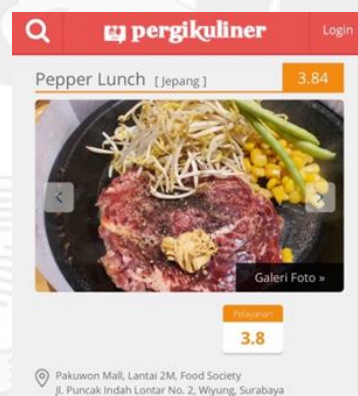 pergikuliner
Login
Pepper Lunch [ Jepang ]
3.84
Galeri Foto »
Pelayanan
3.8
Pakuwon Mall, Lantai 2M, Food Society
Jl. Puncak Indah Lontar No. 2, Wiyung, Surabaya